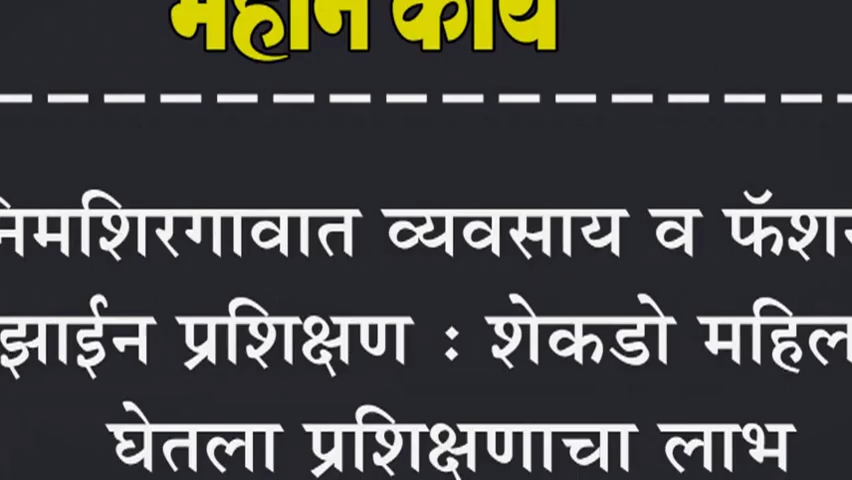 महान कार्य
निमशिरगावात व्यवसाय व फॅशन
झाईन प्रशिक्षण : शेकडो महिल
घेतला प्रशिक्षणाचा लाभ